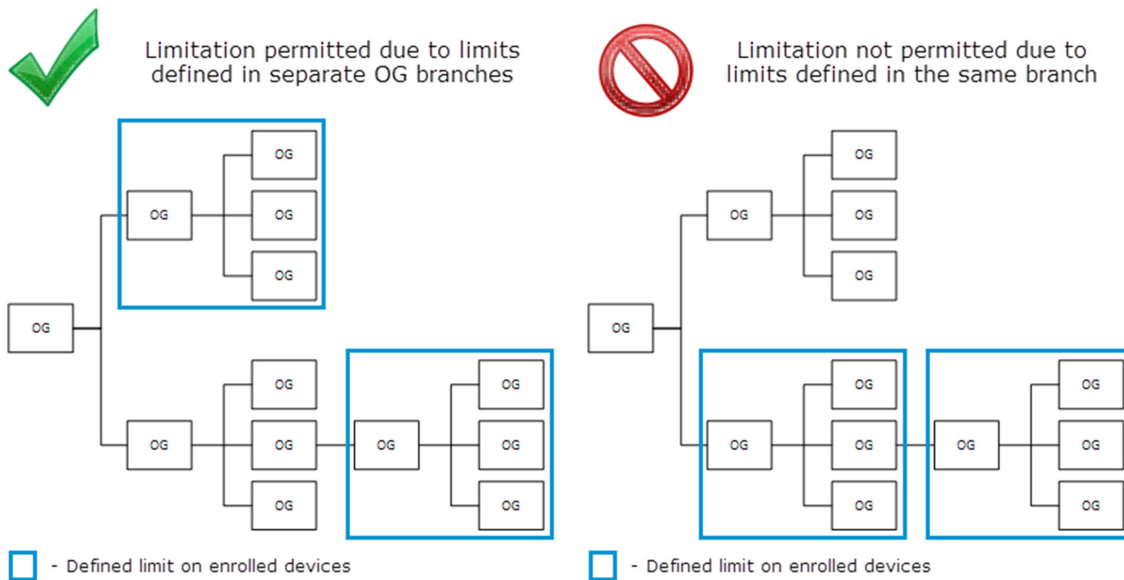 Limitation permitted due to limits
defined in separate OG branches
OG
OG
OG
OG
OG
OG
OG
OG
OG
OG
OG
OG
OG
OG
- Defined limit on enrolled devices
Limitation not permitted due to
limits defined in the same branch
OG
OG
OG
OG
OG
OG
OG
OG
OG
OG
OG
OG
OG
- Defined limit on enrolled devices